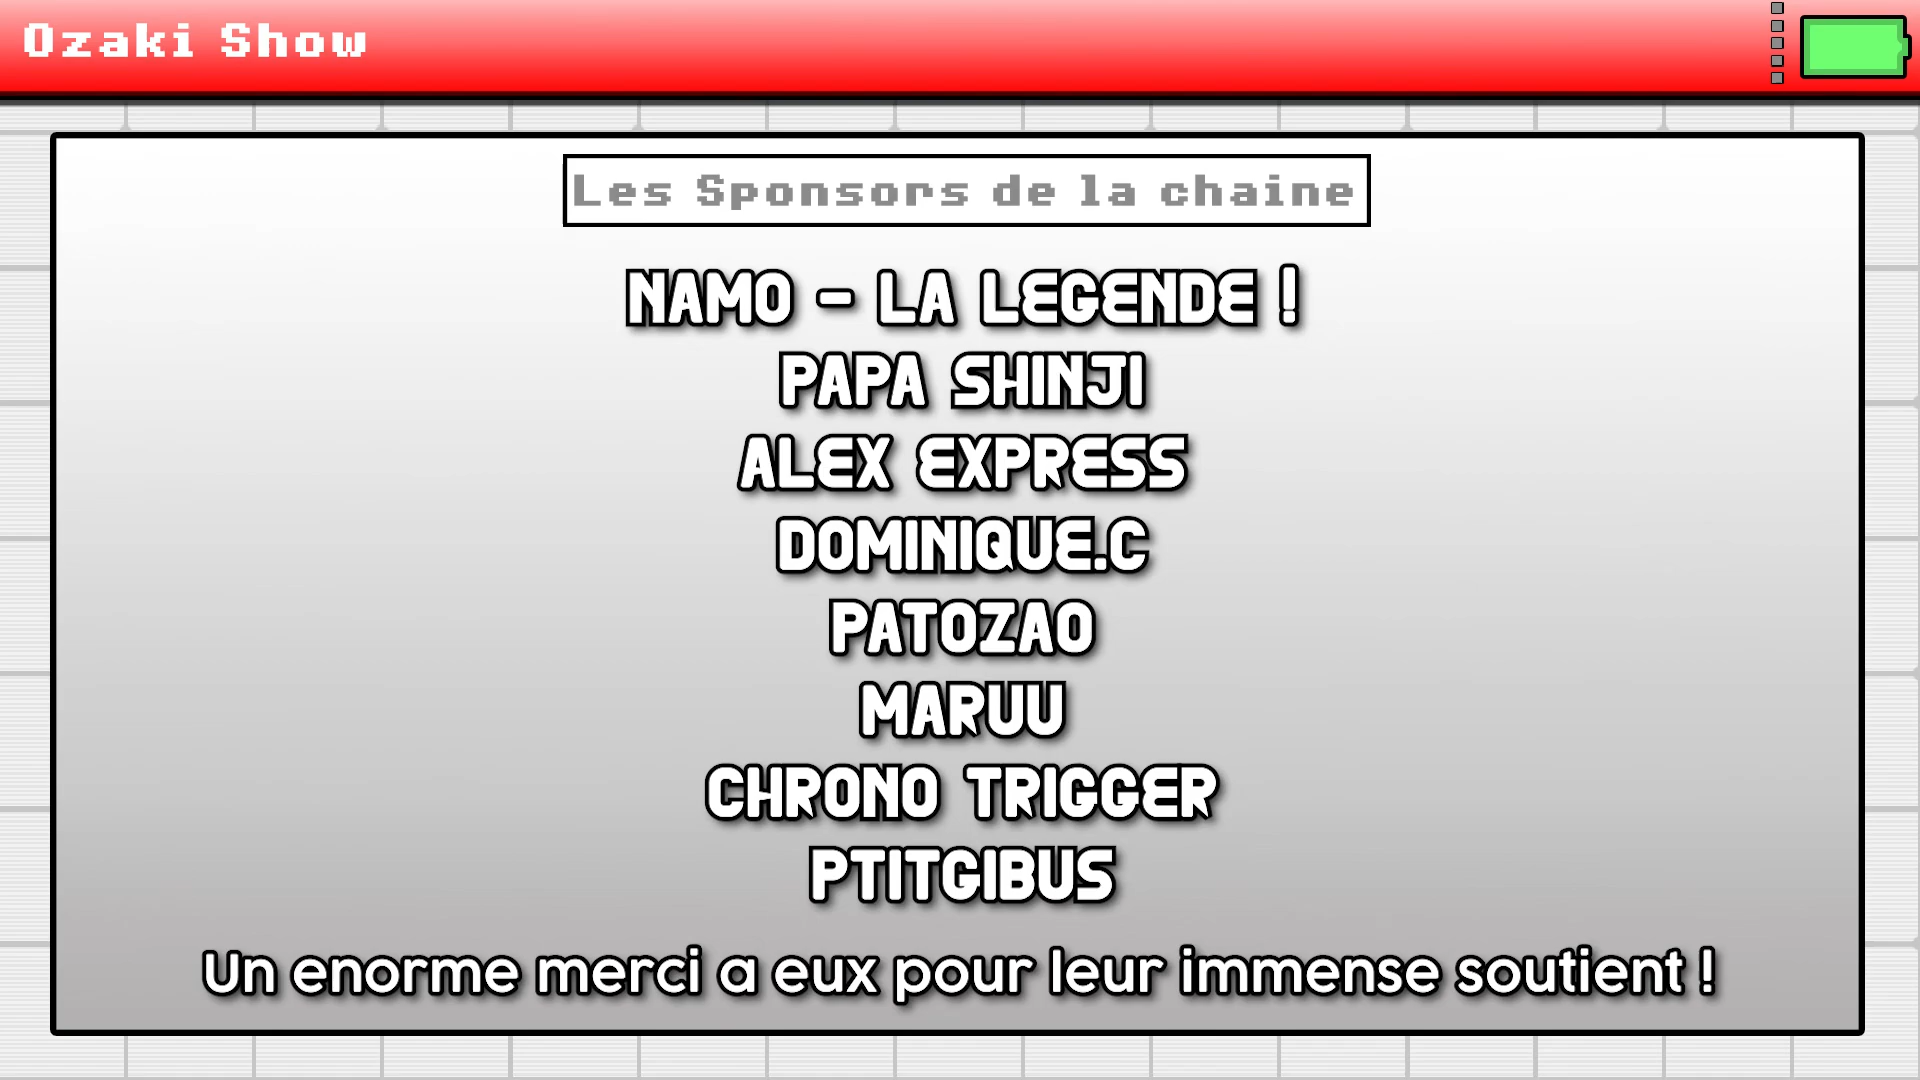 Ozaki Show
Les Sponsors de la chaine
NAMO - LA LEGENDE !
PAPA SHINJI
ALEX EXPRESS
DOMINIQUE.C
PATOZAO
MARUU
CHRONO TRIGGER
PTITGIBUS
Un enorme merci a eux pour leur immense soutient !